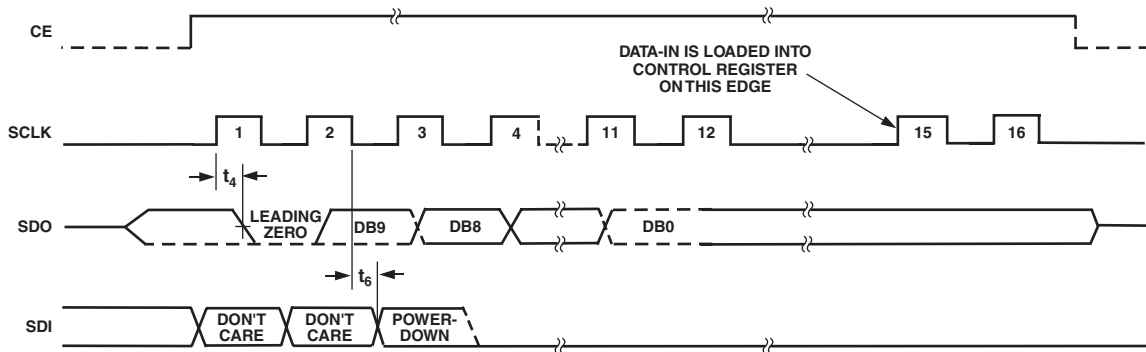 CE
DATA-IN IS LOADED INTO
CONTROL REGISTER
ON THIS EDGE
SCLK
1
2
3
4
11
12
15
16
t4
SDO
LEADING
ZERO
DB9
DB8
DB0
t6
SDI
DON'T
CARE
DON'T
CARE
POWER-
DOWN